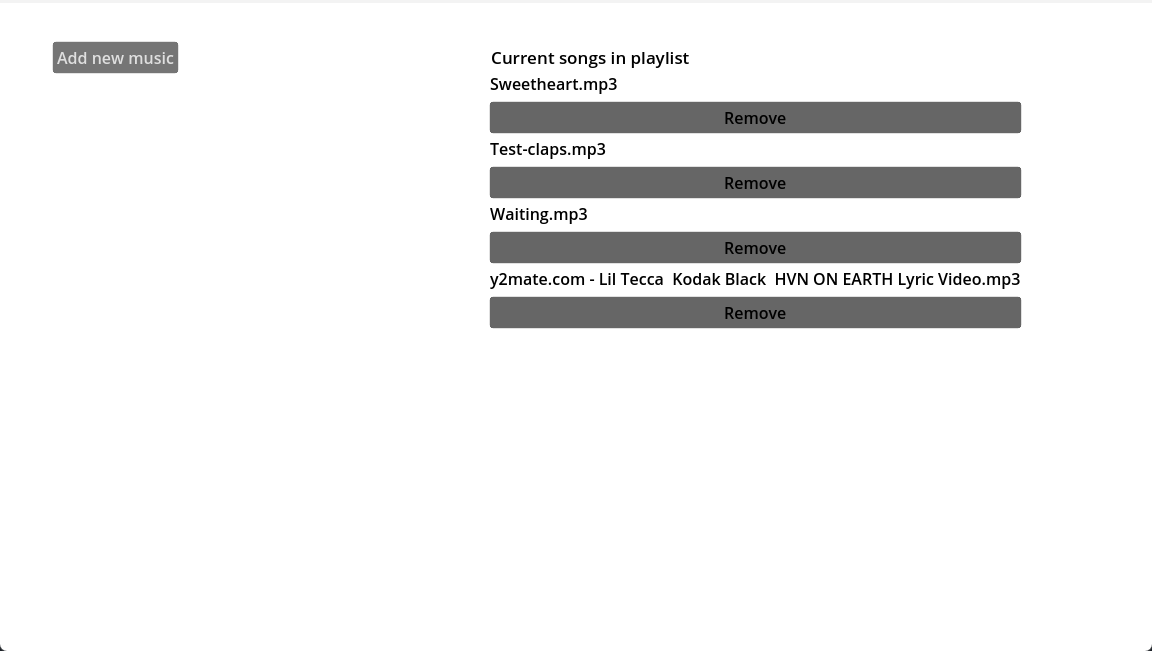 Add new music
Current songs in playlist
Sweetheart.mp3
Remove
Test-claps.mp3
Remove
Waiting.mp3
Remove
y2mate.com - Lil Tecca  Kodak Black  HVN ON EARTH Lyric Video.mp3
Remove